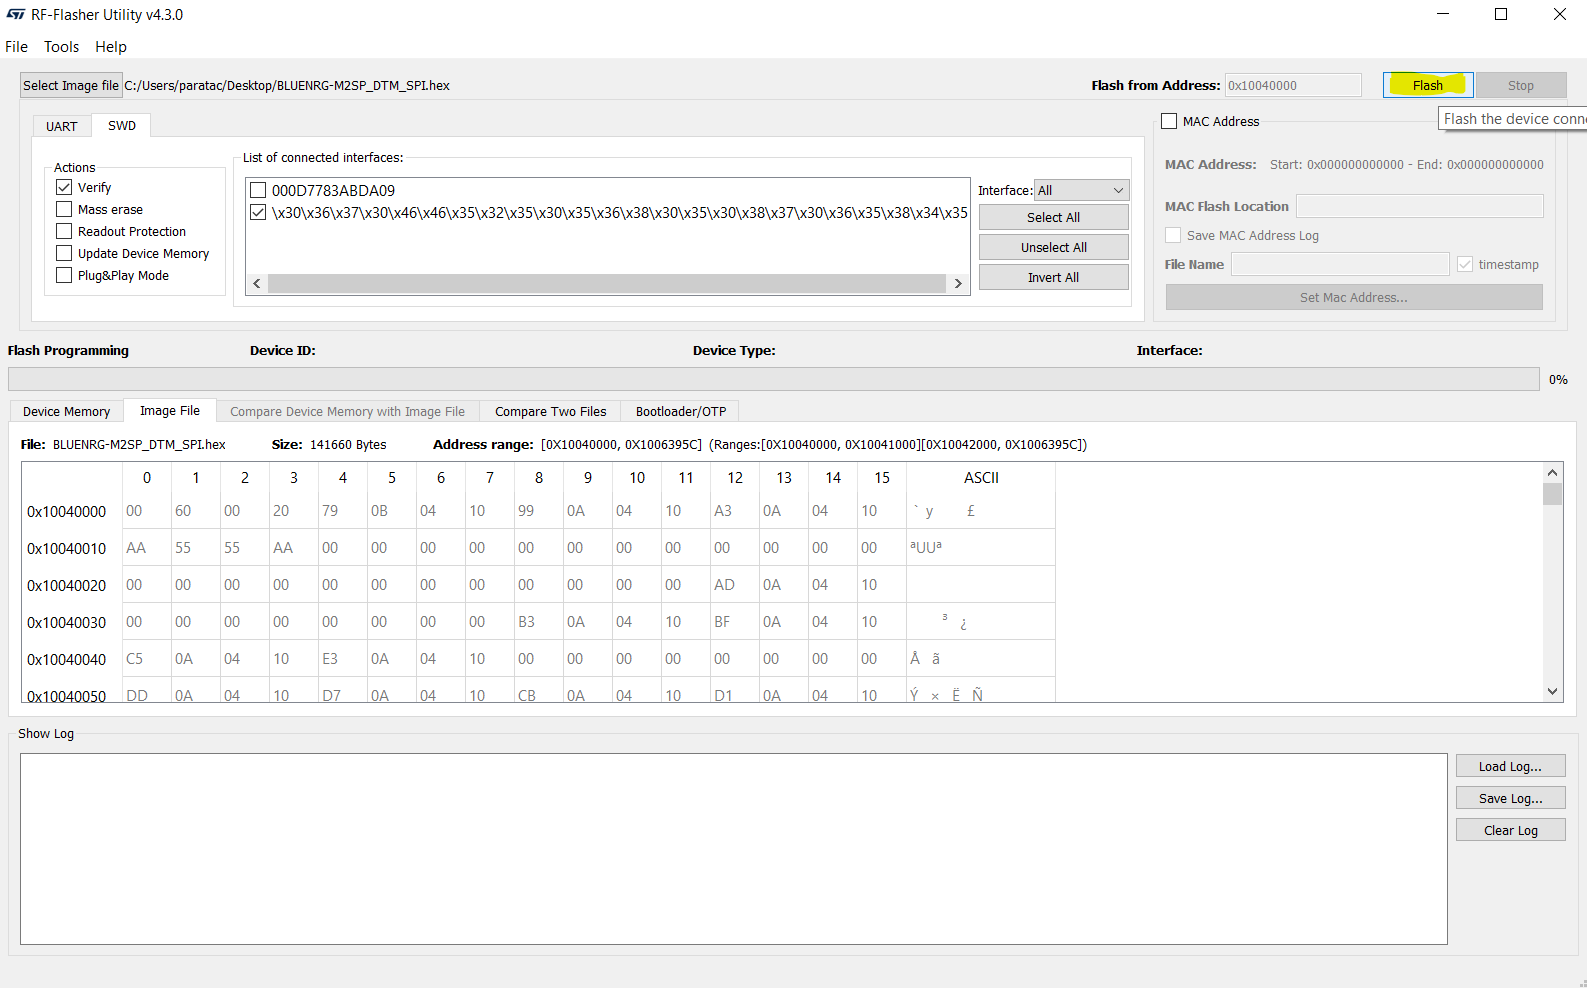 RF-Flasher Utility v4.3.0
File Tools Help
Select Image file C:/Users/paratac/Desktop/BLUENRG-M2SP_DTM_SPI.hex
Flash from Address: 0x10040000 Flash Stop
Flash the device conne
UART SWD
MAC Address
Actions
Verify
Mass erase
Readout Protection
Update Device Memory
Plug&Play Mode
List of connected interfaces:
000D7783ABDA09
\x30\x36\x37\x30\x46\x46\x35\x32\x35\x30\x35\x36\x38\x30\x35\x30\x38\x37\x30\x36\x35\x38\x34\x35
Interface: All
Select All
Unselect All
Invert All
MAC Address: Start: 0x000000000000 - End: 0x000000000000
MAC Flash Location
Save MAC Address Log
File Name timestamp
Set Mac Address...
Flash Programming Device ID: Device Type: Interface:
0%
Device Memory Image File Compare Device Memory with Image File Compare Two Files Bootloader/OTP
File: BLUENRG-M2SP_DTM_SPI.hex Size: 141660 Bytes Address range: [0X10040000, 0X1006395C] (Ranges:[0X10040000, 0X10041000][0X10042000, 0X1006395C])
0 1 2 3 4 5 6 7 8 9 10 11 12 13 14 15 ASCII
0x10040000 00 60 00 20 79 0B 04 10 99 0A 04 10 A3 0A 04 10 ` y £
0x10040010 AA 55 55 AA 00 00 00 00 00 00 00 00 00 00 00 00 ªUUª
0x10040020 00 00 00 00 00 00 00 00 00 00 00 00 AD 0A 04 10
0x10040030 00 00 00 00 00 00 00 00 B3 0A 04 10 BF 0A 04 10 ³ ¿
0x10040040 C5 0A 04 10 E3 0A 04 10 00 00 00 00 00 00 00 00 Å ã
0x10040050 DD 0A 04 10 D7 0A 04 10 CB 0A 04 10 D1 0A 04 10 Ý × Ë Ñ
Show Log
Load Log...
Save Log...
Clear Log